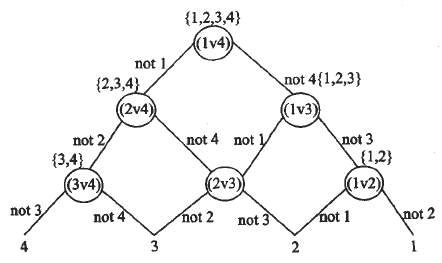 {1,2,3,4}
(1v4)
not 1
not 4{1,2,3}
{2,3,4}
(2v4)
(1v3)
not 2
not 4
not 1
not 3
{3,4}
{1,2}
(3v4)
(2v3)
(1v2)
not 3
not 4
not 2
not 3
not 1
not 2
4
3
2
1